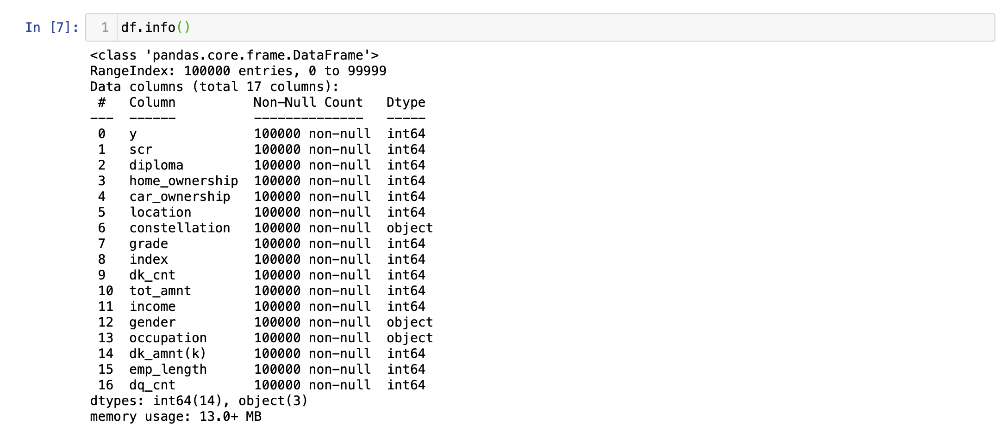 In [7]: 1 df.info()
<class 'pandas.core.frame.DataFrame'>
RangeIndex: 100000 entries, 0 to 99999
Data columns (total 17 columns):
 #   Column          Non-Null Count   Dtype
---  ------          --------------   -----
 0   y               100000 non-null  int64
 1   scr             100000 non-null  int64
 2   diploma         100000 non-null  int64
 3   home_ownership  100000 non-null  int64
 4   car_ownership   100000 non-null  int64
 5   location        100000 non-null  int64
 6   constellation   100000 non-null  object
 7   grade           100000 non-null  int64
 8   index           100000 non-null  int64
 9   dk_cnt          100000 non-null  int64
 10  tot_amnt        100000 non-null  int64
 11  income          100000 non-null  int64
 12  gender          100000 non-null  object
 13  occupation      100000 non-null  object
 14  dk_amnt(k)      100000 non-null  int64
 15  emp_length      100000 non-null  int64
 16  dq_cnt          100000 non-null  int64
dtypes: int64(14), object(3)
memory usage: 13.0+ MB